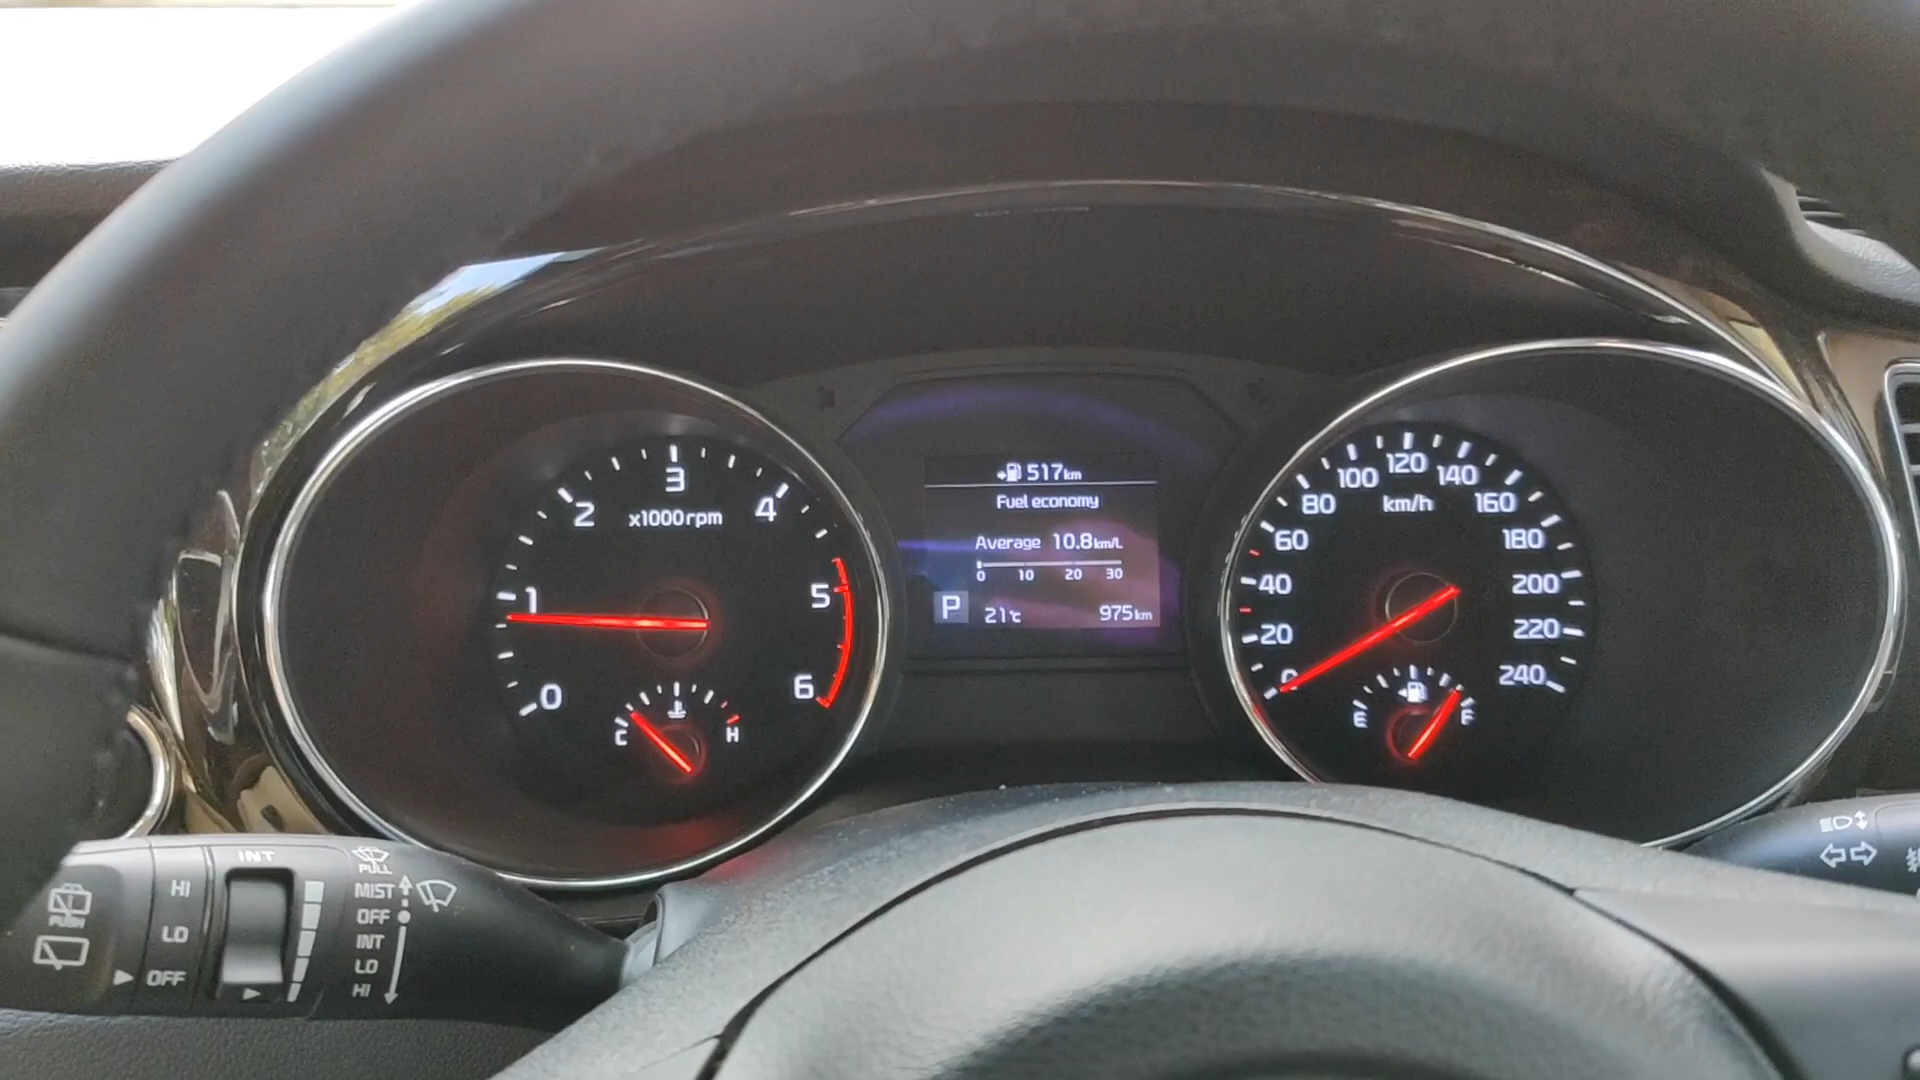 517km
Fuel economy
Average 10.8km/L
0 10 20 30
P 21℃ 975km
0 1 2 3 4 5 6
x1000rpm
C H
0 20 40 60 80 100 120 140 160 180 200 220 240
km/h
E F
PUSH
HI
LO
OFF
INT
PULL
MIST
OFF
INT
LO
HI